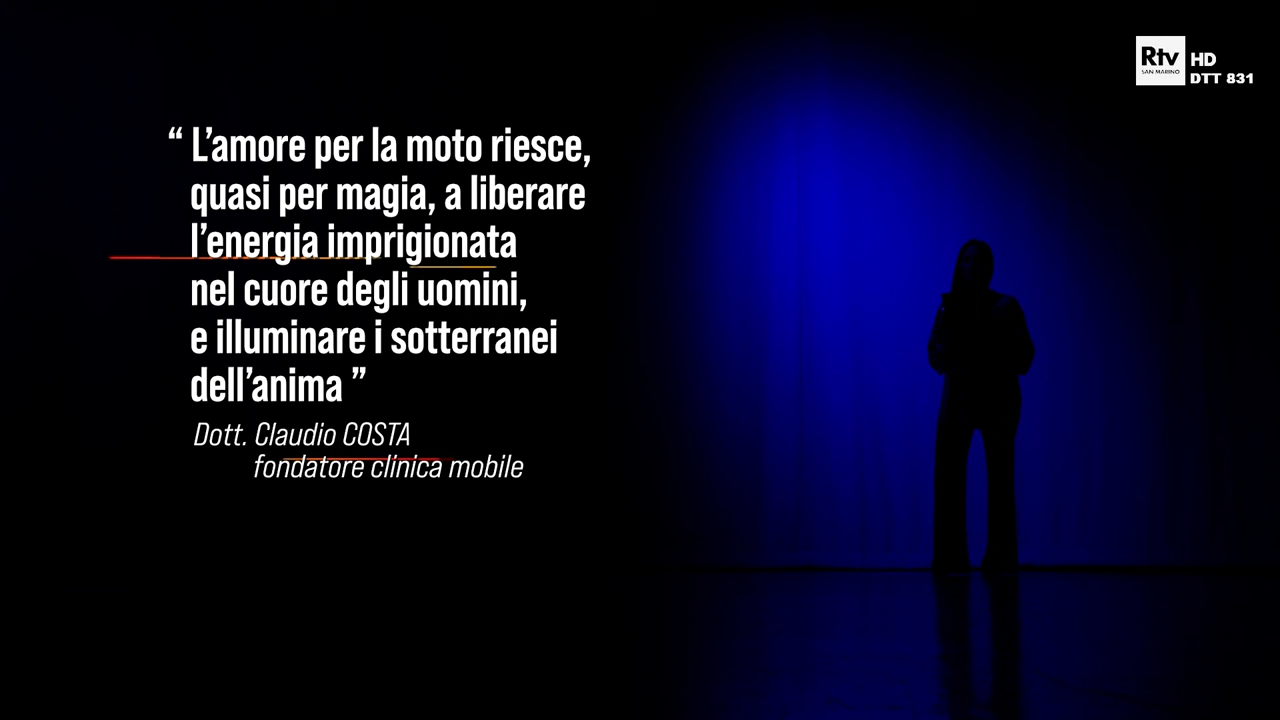 “ L’amore per la moto riesce,
quasi per magia, a liberare
l’energia imprigionata
nel cuore degli uomini,
e illuminare i sotterranei
dell’anima ”
Dott. Claudio COSTA
fondatore clinica mobile
Rtv
SAN MARINO
HD
DTT 831